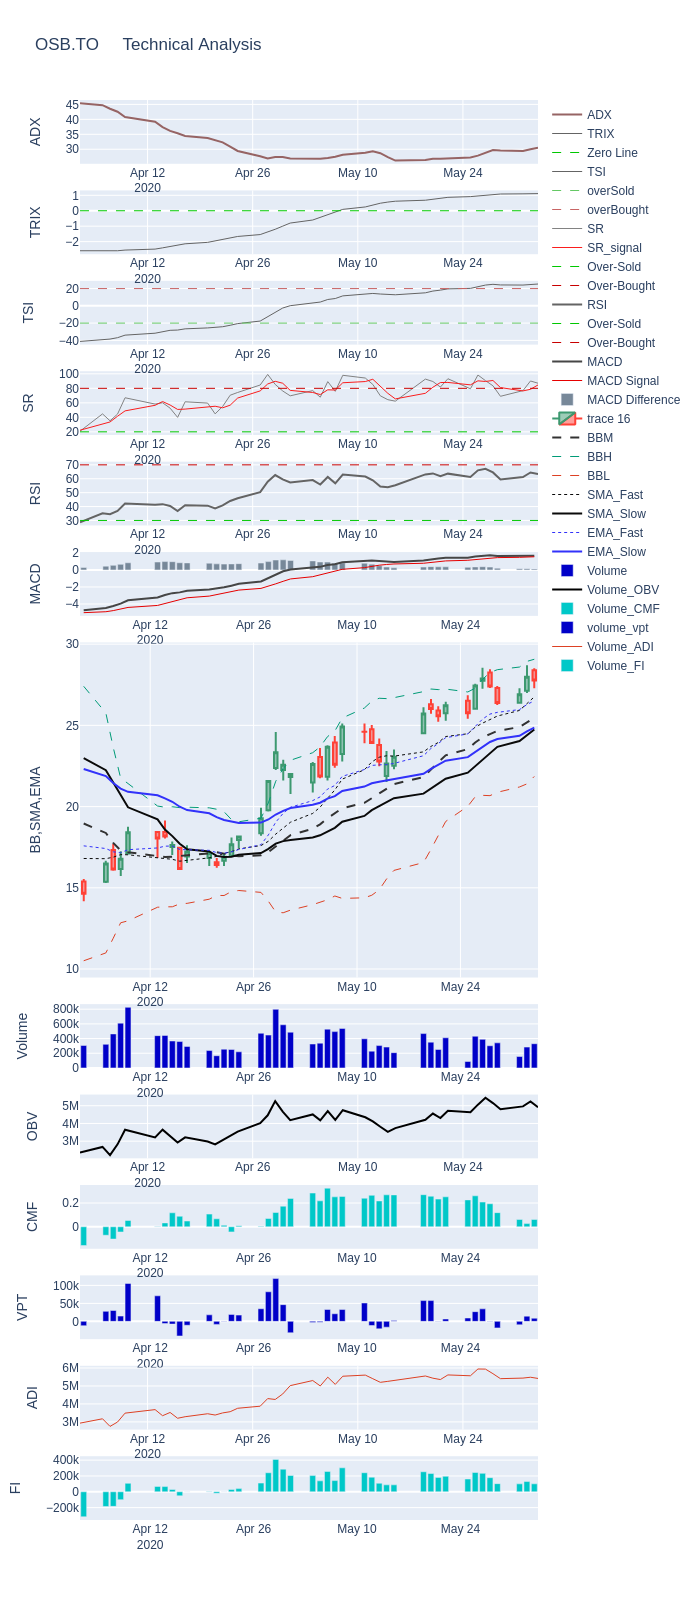 OSB.TO     Technical Analysis
ADX
45
40
35
30
Apr 12
2020
Apr 26
May 10
May 24
TRIX
1
0
−1
−2
Apr 12
2020
Apr 26
May 10
May 24
TSI
20
0
−20
−40
Apr 12
2020
Apr 26
May 10
May 24
SR
100
80
60
40
20
Apr 12
2020
Apr 26
May 10
May 24
RSI
70
60
50
40
30
Apr 12
2020
Apr 26
May 10
May 24
MACD
2
0
−2
−4
Apr 12
2020
Apr 26
May 10
May 24
BB,SMA,EMA
30
25
20
15
10
Apr 12
2020
Apr 26
May 10
May 24
Volume
800k
600k
400k
200k
0
Apr 12
2020
Apr 26
May 10
May 24
OBV
5M
4M
3M
Apr 12
2020
Apr 26
May 10
May 24
CMF
0.2
0
Apr 12
2020
Apr 26
May 10
May 24
VPT
100k
50k
0
Apr 12
2020
Apr 26
May 10
May 24
ADI
6M
5M
4M
3M
Apr 12
2020
Apr 26
May 10
May 24
FI
400k
200k
0
−200k
Apr 12
2020
Apr 26
May 10
May 24
ADX
TRIX
Zero Line
TSI
overSold
overBought
SR
SR_signal
Over-Sold
Over-Bought
RSI
Over-Sold
Over-Bought
MACD
MACD Signal
MACD Difference
trace 16
BBM
BBH
BBL
SMA_Fast
SMA_Slow
EMA_Fast
EMA_Slow
Volume
Volume_OBV
Volume_CMF
volume_vpt
Volume_ADI
Volume_FI